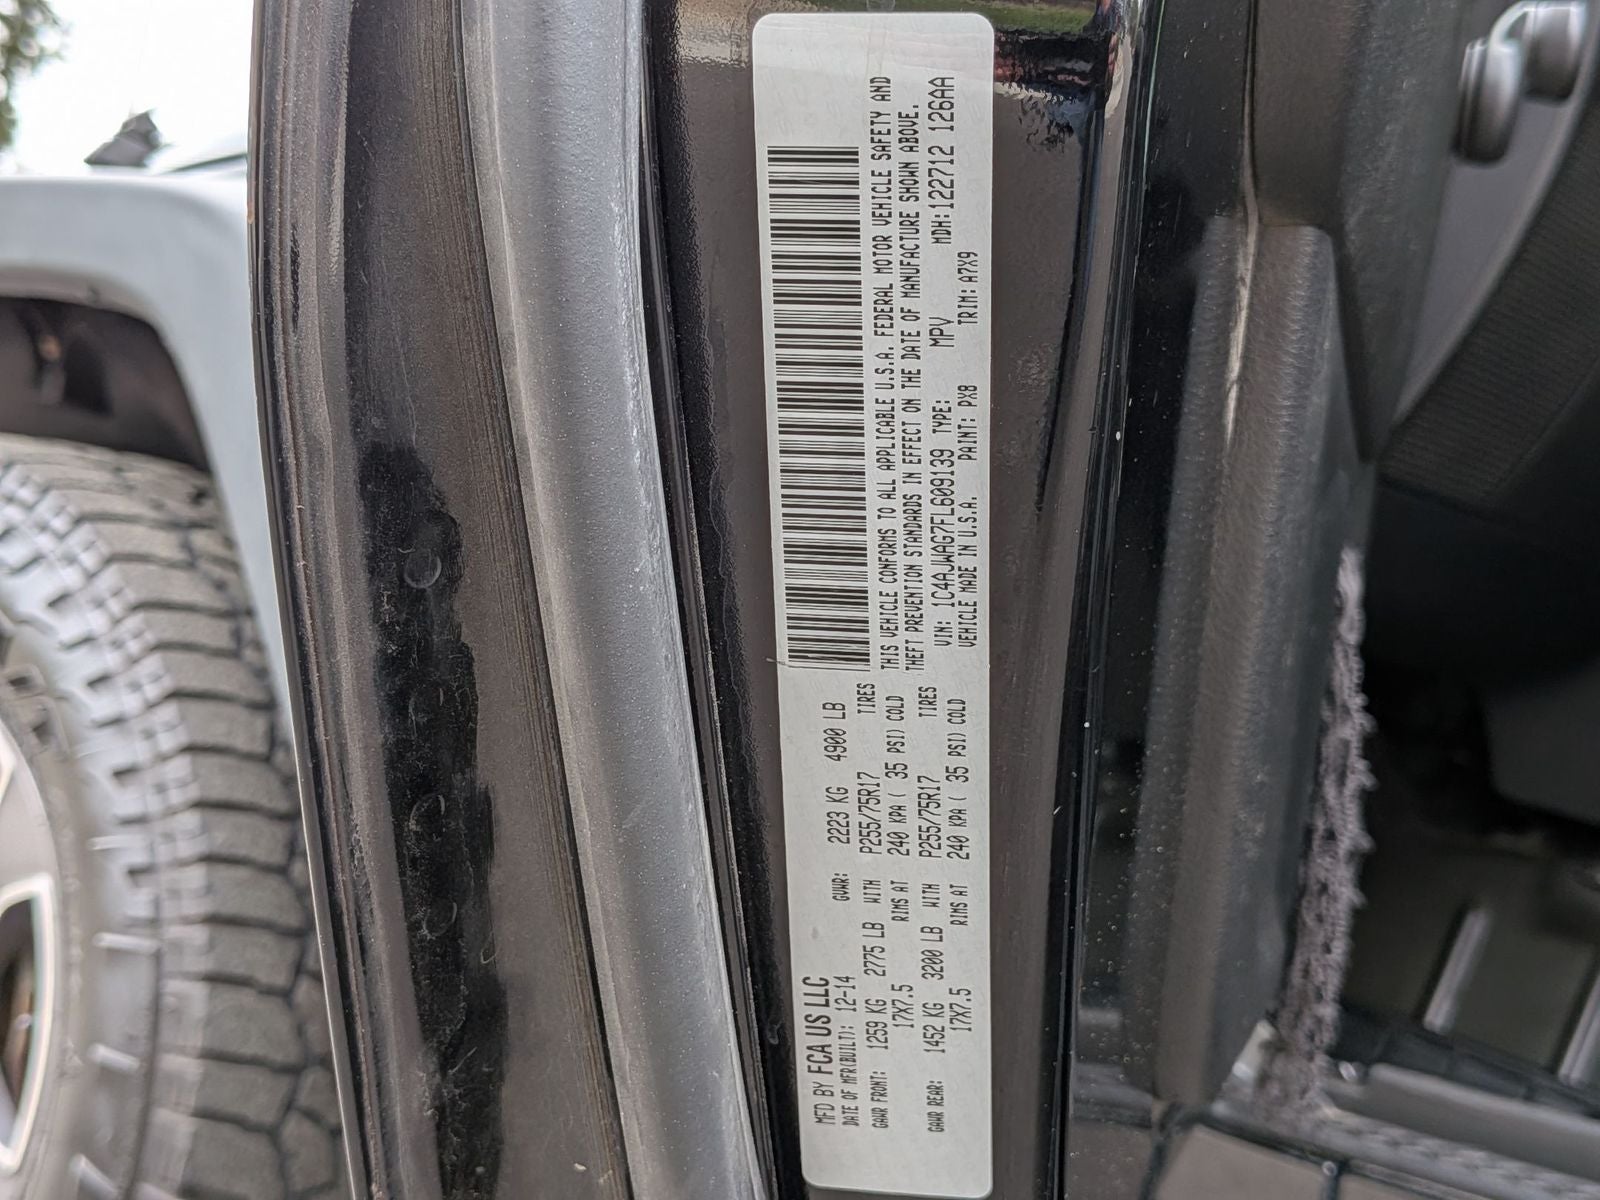 MFD BY FCA US LLC
DATE OF MFR(BUILT): 12-14 GVWR: 2223 KG 4900 LB
GAWR FRONT: 1259 KG 2775 LB WITH P255/75R17 TIRES
17X7.5 RIMS AT 240 KPA ( 35 PSI) COLD
GAWR REAR: 1452 KG 3200 LB WITH P255/75R17 TIRES
17X7.5 RIMS AT 240 KPA ( 35 PSI) COLD
THIS VEHICLE CONFORMS TO ALL APPLICABLE U.S.A. FEDERAL MOTOR VEHICLE SAFETY AND
THEFT PREVENTION STANDARDS IN EFFECT ON THE DATE OF MANUFACTURE SHOWN ABOVE.
VIN: 1C4AJWAG7FL609139 TYPE: MPV MDH:122712 126AA
VEHICLE MADE IN U.S.A. PAINT: PX8 TRIM: A7X9